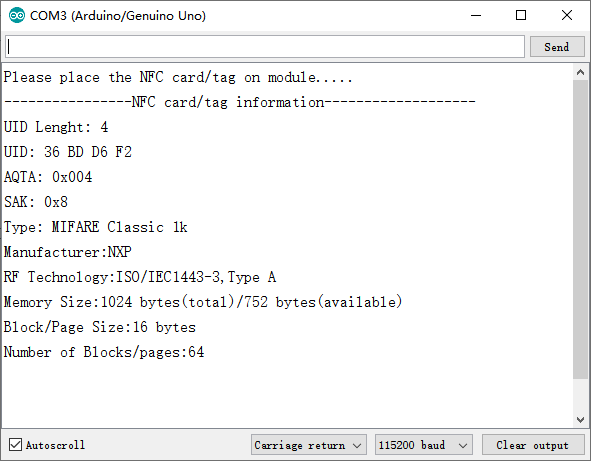 COM3 (Arduino/Genuino Uno)
Send
Please place the NFC card/tag on module.....
----------------NFC card/tag information-------------------
UID Lenght: 4
UID: 36 BD D6 F2
AQTA: 0x004
SAK: 0x8
Type: MIFARE Classic 1k
Manufacturer:NXP
RF Technology:ISO/IEC1443-3,Type A
Memory Size:1024 bytes(total)/752 bytes(available)
Block/Page Size:16 bytes
Number of Blocks/pages:64
Autoscroll Carriage return 115200 baud Clear output